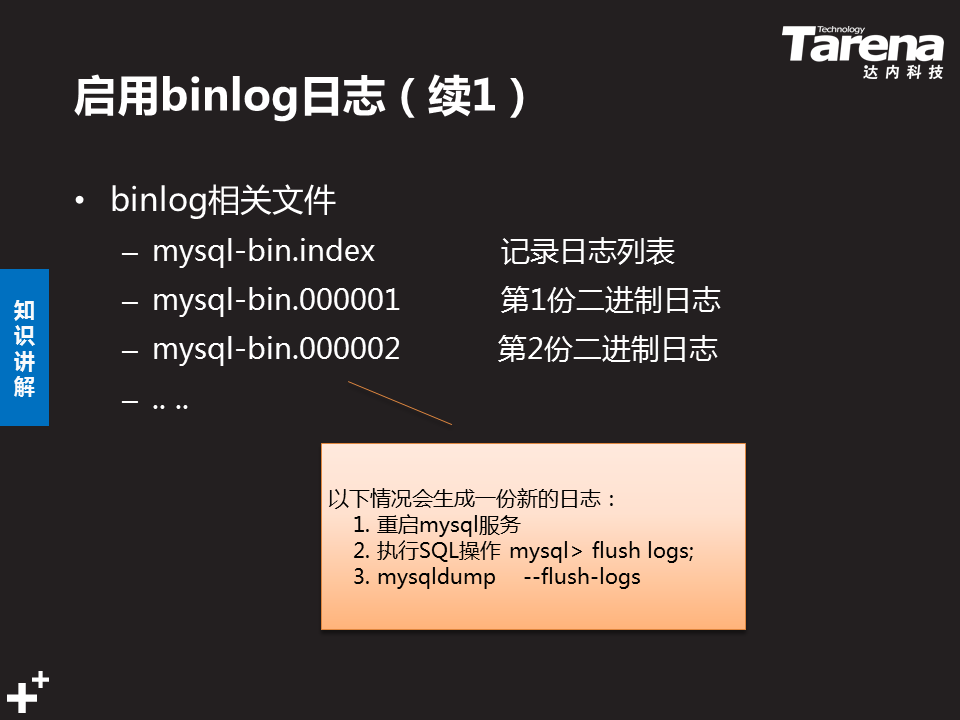 Technology
Tarena
达内科技
启用binlog日志（续1）
• binlog相关文件
– mysql-bin.index 记录日志列表
– mysql-bin.000001 第1份二进制日志
– mysql-bin.000002 第2份二进制日志
– .. ..
知识讲解
以下情况会生成一份新的日志：
1. 重启mysql服务
2. 执行SQL操作 mysql> flush logs;
3. mysqldump --flush-logs